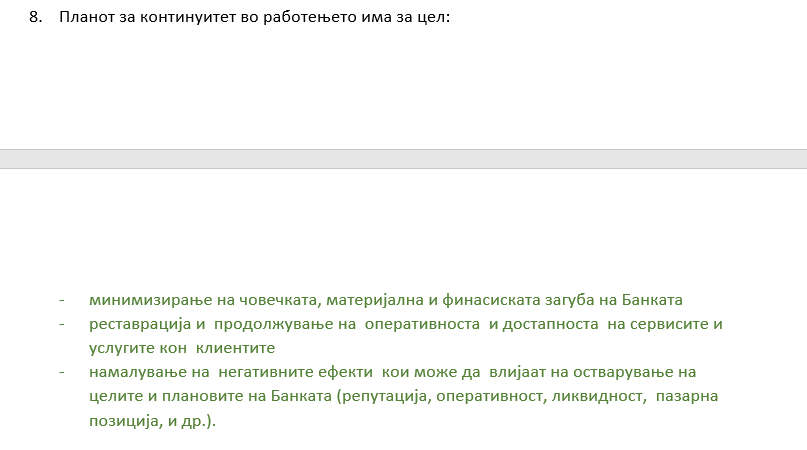 8. Планот за континуитет во работењето има за цел:
- минимизирање на човечката, материјална и финасиската загуба на Банката
- реставрација и продолжување на оперативноста и достапноста на сервисите и
услугите кон клиентите
- намалување на негативните ефекти кои може да влијаат на остварување на
целите и плановите на Банката (репутација, оперативност, ликвидност, пазарна
позиција, и др.).